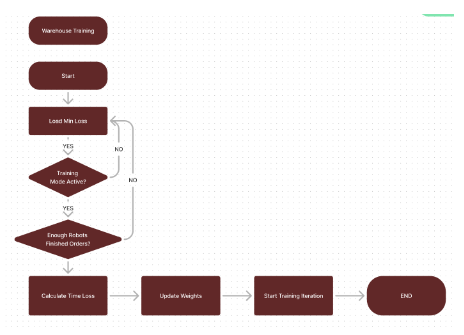 Warehouse Training
Start
Load Min Loss
YES
NO
Training
Mode Active?
NO
YES
Enough Robots
Finished Orders?
Calculate Time Loss
Update Weights
Start Training Iteration
END